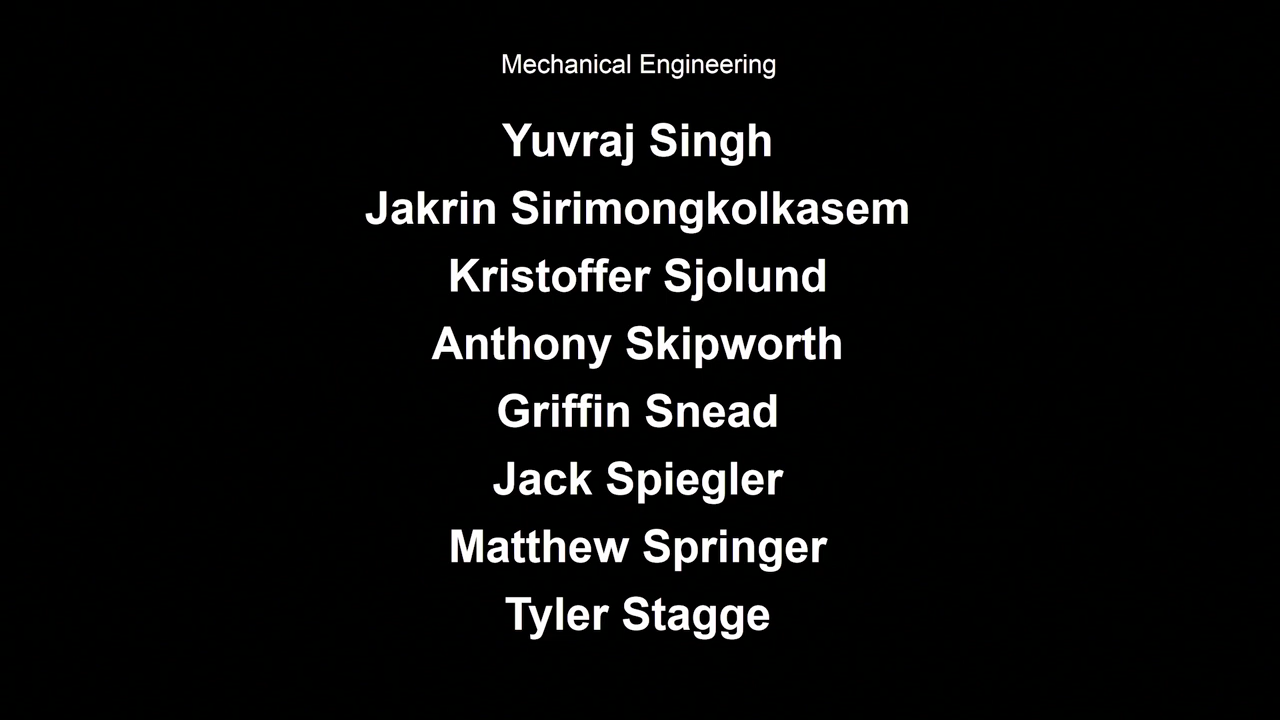 Mechanical Engineering
Yuvraj Singh
Jakrin Sirimongkolkasem
Kristoffer Sjolund
Anthony Skipworth
Griffin Snead
Jack Spiegler
Matthew Springer
Tyler Stagge